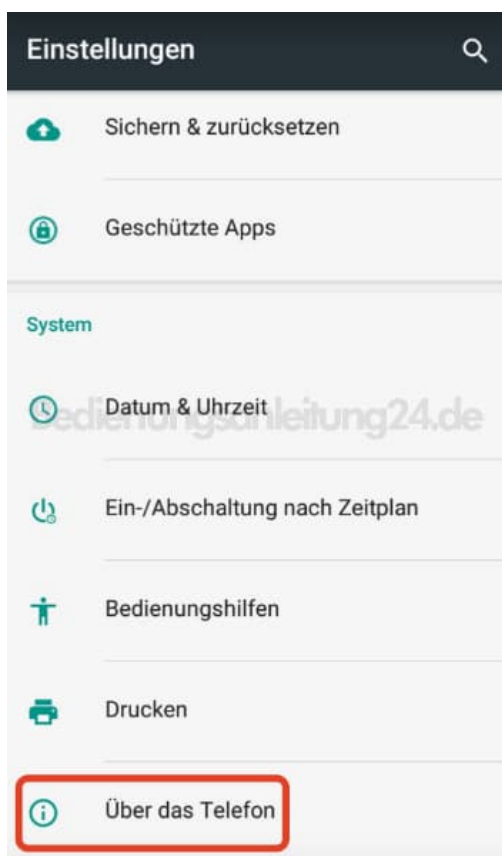 Einstellungen
Sichern & zurücksetzen
Geschützte Apps
System
Datum & Uhrzeit
Bedienungsanleitung24.de
Ein-/Abschaltung nach Zeitplan
Bedienungshilfen
Drucken
Über das Telefon